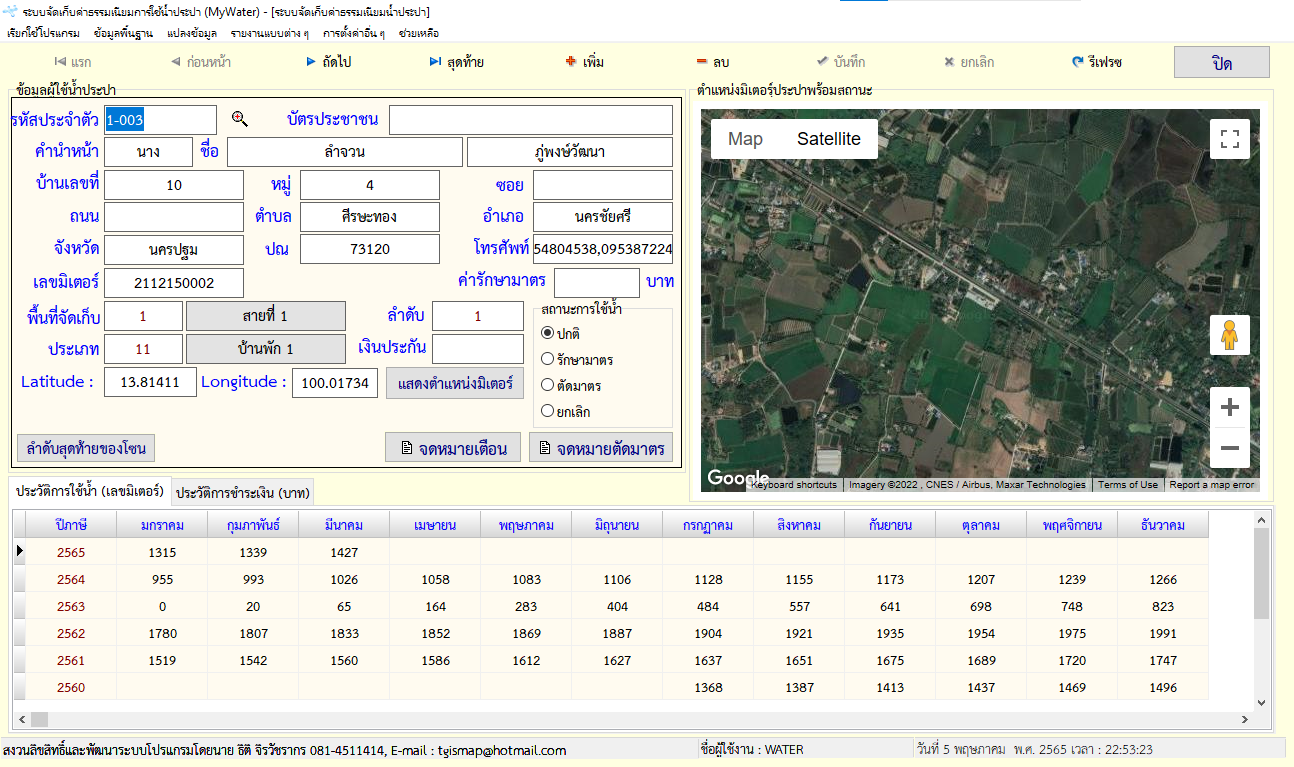 ระบบจัดเก็บค่าธรรมเนียมการใช้น้ำประปา (MyWater) - [ระบบจัดเก็บค่าธรรมเนียมน้ำประปา]
เรียกใช้โปรแกรม ข้อมูลพื้นฐาน แปลงข้อมูล รายงานแบบต่าง ๆ การตั้งค่าอื่น ๆ ช่วยเหลือ
แรก ก่อนหน้า ถัดไป สุดท้าย เพิ่ม ลบ บันทึก ยกเลิก รีเฟรช ปิด
ข้อมูลผู้ใช้น้ำประปา
รหัสประจำตัว 1-003 บัตรประชาชน
คำนำหน้า นาง ชื่อ ลำจวน ภู่พงษ์วัฒนา
บ้านเลขที่ 10 หมู่ 4 ซอย
ถนน ตำบล ศีรษะทอง อำเภอ นครชัยศรี
จังหวัด นครปฐม ปณ 73120 โทรศัพท์ 54804538,095387224
เลขมิเตอร์ 2112150002 ค่ารักษามาตร บาท
พื้นที่จัดเก็บ 1 สายที่ 1 ลำดับ 1
ประเภท 11 บ้านพัก 1 เงินประกัน
Latitude : 13.81411 Longitude : 100.01734 แสดงตำแหน่งมิเตอร์
สถานะการใช้น้ำ
ปกติ
รักษามาตร
ตัดมาตร
ยกเลิก
ลำดับสุดท้ายของโซน จดหมายเตือน จดหมายตัดมาตร
ตำแหน่งมิเตอร์ประปาพร้อมสถานะ
Map Satellite
Google
Keyboard shortcuts Imagery ©2022 , CNES / Airbus, Maxar Technologies Terms of Use Report a map error
ประวัติการใช้น้ำ (เลขมิเตอร์) ประวัติการชำระเงิน (บาท)
ปีภาษี มกราคม กุมภาพันธ์ มีนาคม เมษายน พฤษภาคม มิถุนายน กรกฏาคม สิงหาคม กันยายน ตุลาคม พฤศจิกายน ธันวาคม
2565 1315 1339 1427
2564 955 993 1026 1058 1083 1106 1128 1155 1173 1207 1239 1266
2563 0 20 65 164 283 404 484 557 641 698 748 823
2562 1780 1807 1833 1852 1869 1887 1904 1921 1935 1954 1975 1991
2561 1519 1542 1560 1586 1612 1627 1637 1651 1675 1689 1720 1747
2560 1368 1387 1413 1437 1469 1496
สงวนลิขสิทธิ์และพัฒนาระบบโปรแกรมโดยนาย ธิติ จิรวัชรากร 081-4511414, E-mail : tgismap@hotmail.com ชื่อผู้ใช้งาน : WATER วันที่ 5 พฤษภาคม พ.ศ. 2565 เวลา : 22:53:23